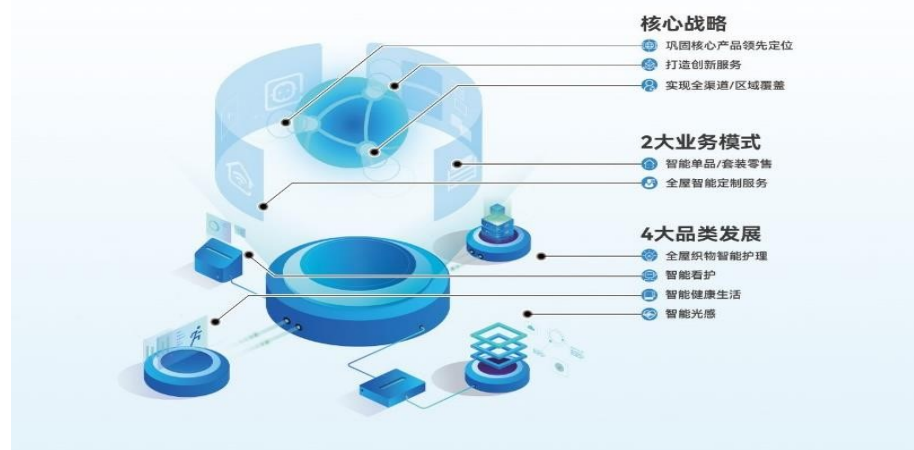 核心战略
巩固核心产品领先定位
打造创新服务
实现全渠道/区域覆盖
2大业务模式
智能单品/套装零售
全屋智能定制服务
4大品类发展
全屋织物智能护理
智能看护
智能健康生活
智能光感